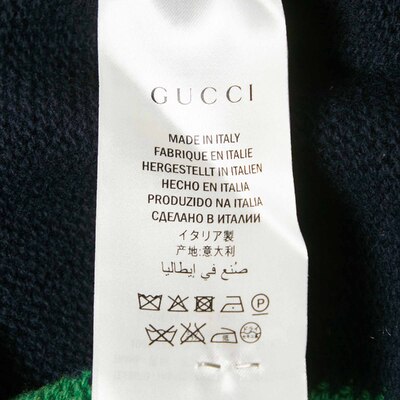 GUCCI
MADE IN ITALY
FABRIQUE EN ITALIE
HERGESTELLT IN ITALIEN
HECHO EN ITALIA
PRODUZIDO NA ITALIA
СДЕЛАНО В ИТАЛИИ
イタリア製
产地:意大利
صُنع في إيطاليا
P